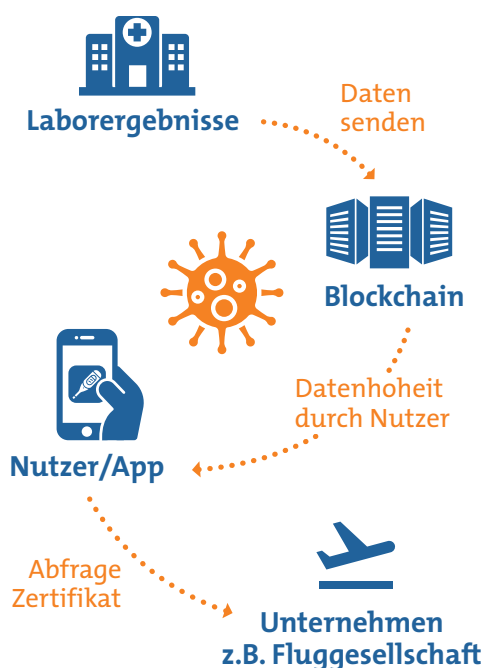 Laborergebnisse
Daten
senden
Blockchain
Datenhoheit
durch Nutzer
Nutzer/App
Abfrage
Zertifikat
Unternehmen
z.B. Fluggesellschaft